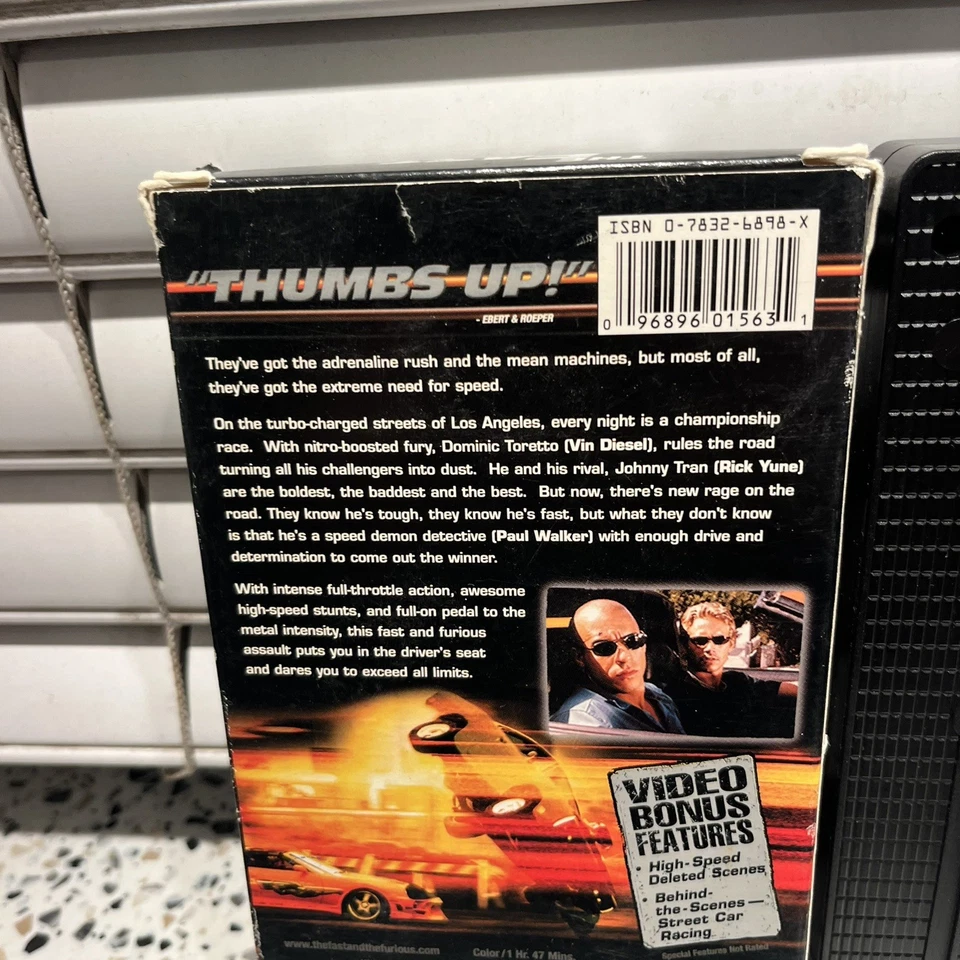 ISBN 0-7832-6898-X
"THUMBS UP!"
- EBERT & ROEPER
0 96896 01563 1
They've got the adrenaline rush and the mean machines, but most of all,
they've got the extreme need for speed.
On the turbo-charged streets of Los Angeles, every night is a championship
race. With nitro-boosted fury, Dominic Toretto (Vin Diesel), rules the road
turning all his challengers into dust. He and his rival, Johnny Tran (Rick Yune)
are the boldest, the baddest and the best. But now, there's new rage on the
road. They know he's tough, they know he's fast, but what they don't know
is that he's a speed demon detective (Paul Walker) with enough drive and
determination to come out the winner.
With intense full-throttle action, awesome
high-speed stunts, and full-on pedal to the
metal intensity, this fast and furious
assault puts you in the driver's seat
and dares you to exceed all limits.
VIDEO
BONUS
FEATURES
• High-Speed
Deleted Scenes
• Behind-
the-Scenes—
Street Car
Racing
www.thefastandthefurious.com
Color/1 Hr. 47 Mins.
Special Features Not Rated